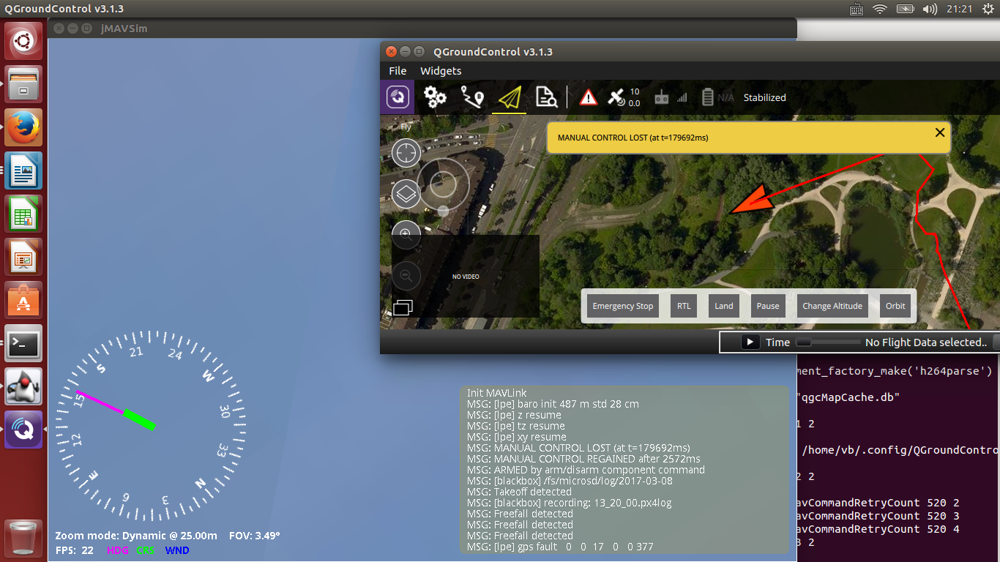 QGroundControl v3.1.3
21:21
jMAVSim
QGroundControl v3.1.3
File Widgets
10
0.0
N/A
Stabilized
Fly
MANUAL CONTROL LOST (at t=179692ms)
NO VIDEO
Emergency Stop RTL Land Pause Change Altitude Orbit
Time No Flight Data selected..
ment_factory_make('h264parse')
"qgcMapCache.db"
1 2
/home/vb/.config/QGroundContro
2 2
avCommandRetryCount 520 2
avCommandRetryCount 520 3
avCommandRetryCount 520 4
3 2
Init MAVLink
MSG: [lpe] baro init 487 m std 28 cm
MSG: [lpe] z resume
MSG: [lpe] tz resume
MSG: [lpe] xy resume
MSG: MANUAL CONTROL LOST (at t=179692ms)
MSG: MANUAL CONTROL REGAINED after 2572ms
MSG: ARMED by arm/disarm component command
MSG: [blackbox] /fs/microsd/log/2017-03-08
MSG: Takeoff detected
MSG: [blackbox] recording: 13_20_00.px4log
MSG: Freefall detected
MSG: Freefall detected
MSG: Freefall detected
MSG: [lpe] gps fault 0 0 17 0 0 377
S
21
24
W
30
33
N
3
6
E
12
15
Zoom mode: Dynamic @ 25.00m FOV: 3.49°
FPS: 22 HDG CRS WND